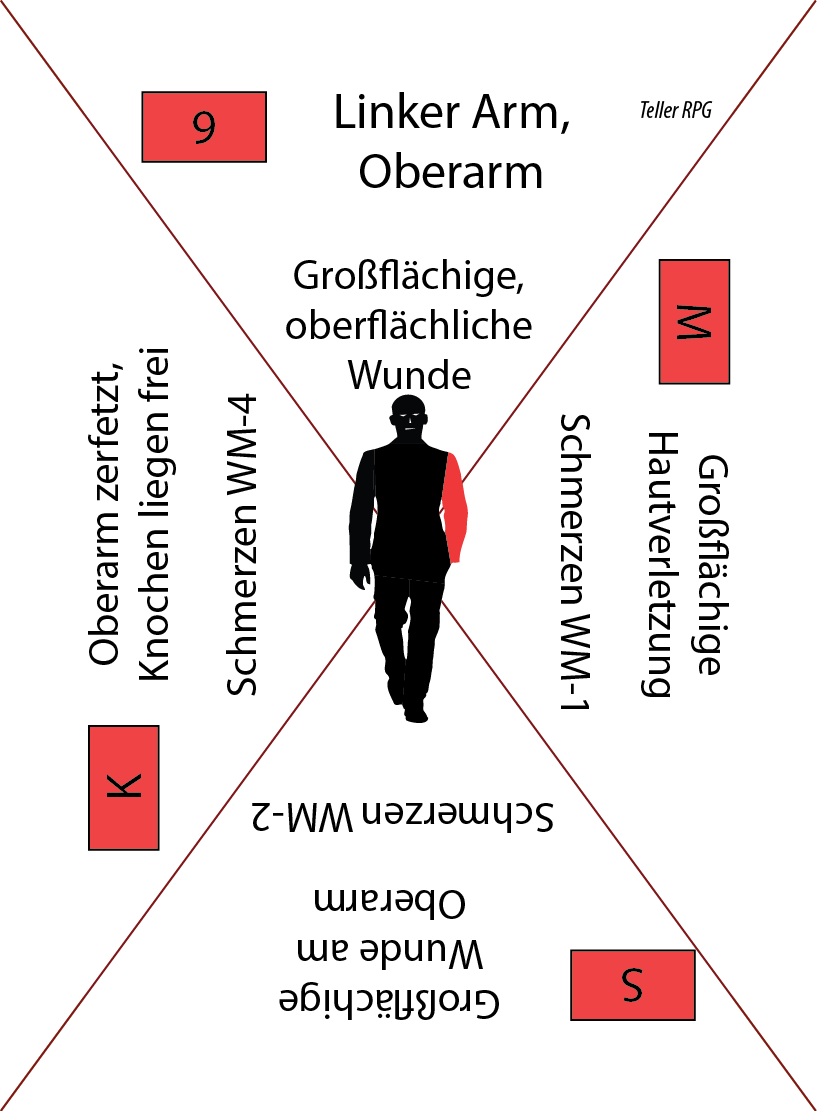 9
Linker Arm,
Oberarm
Teller RPG
Großflächige,
oberflächliche
Wunde
M
Großflächige
Hautverletzung
Schmerzen WM-1
S
Großflächige
Wunde am
Oberarm
Schmerzen WM-2
K
Oberarm zerfetzt,
Knochen liegen frei
Schmerzen WM-4